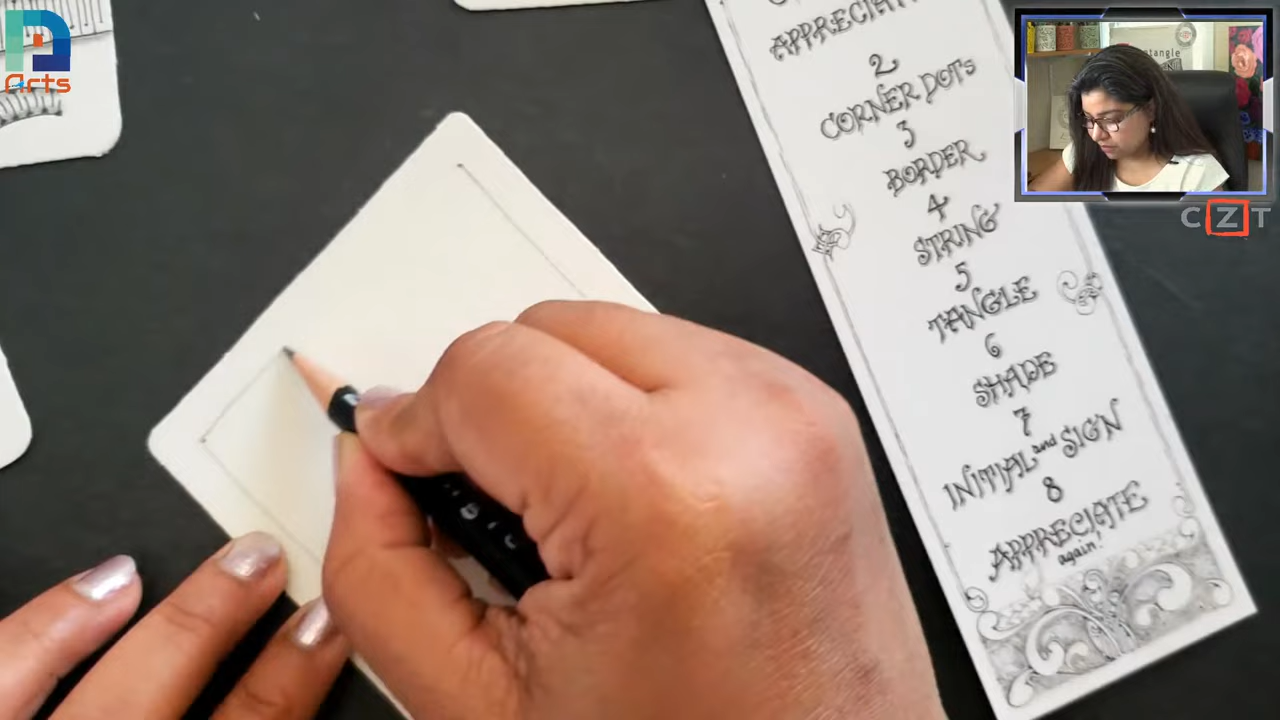 Arts
APPRECIAT
2
CORNER DOTS
3
BORDER
4
STRING
5
TANGLE
6
SHADE
7
INITIAL and SIGN
8
APPRECIATE
again!
CZT